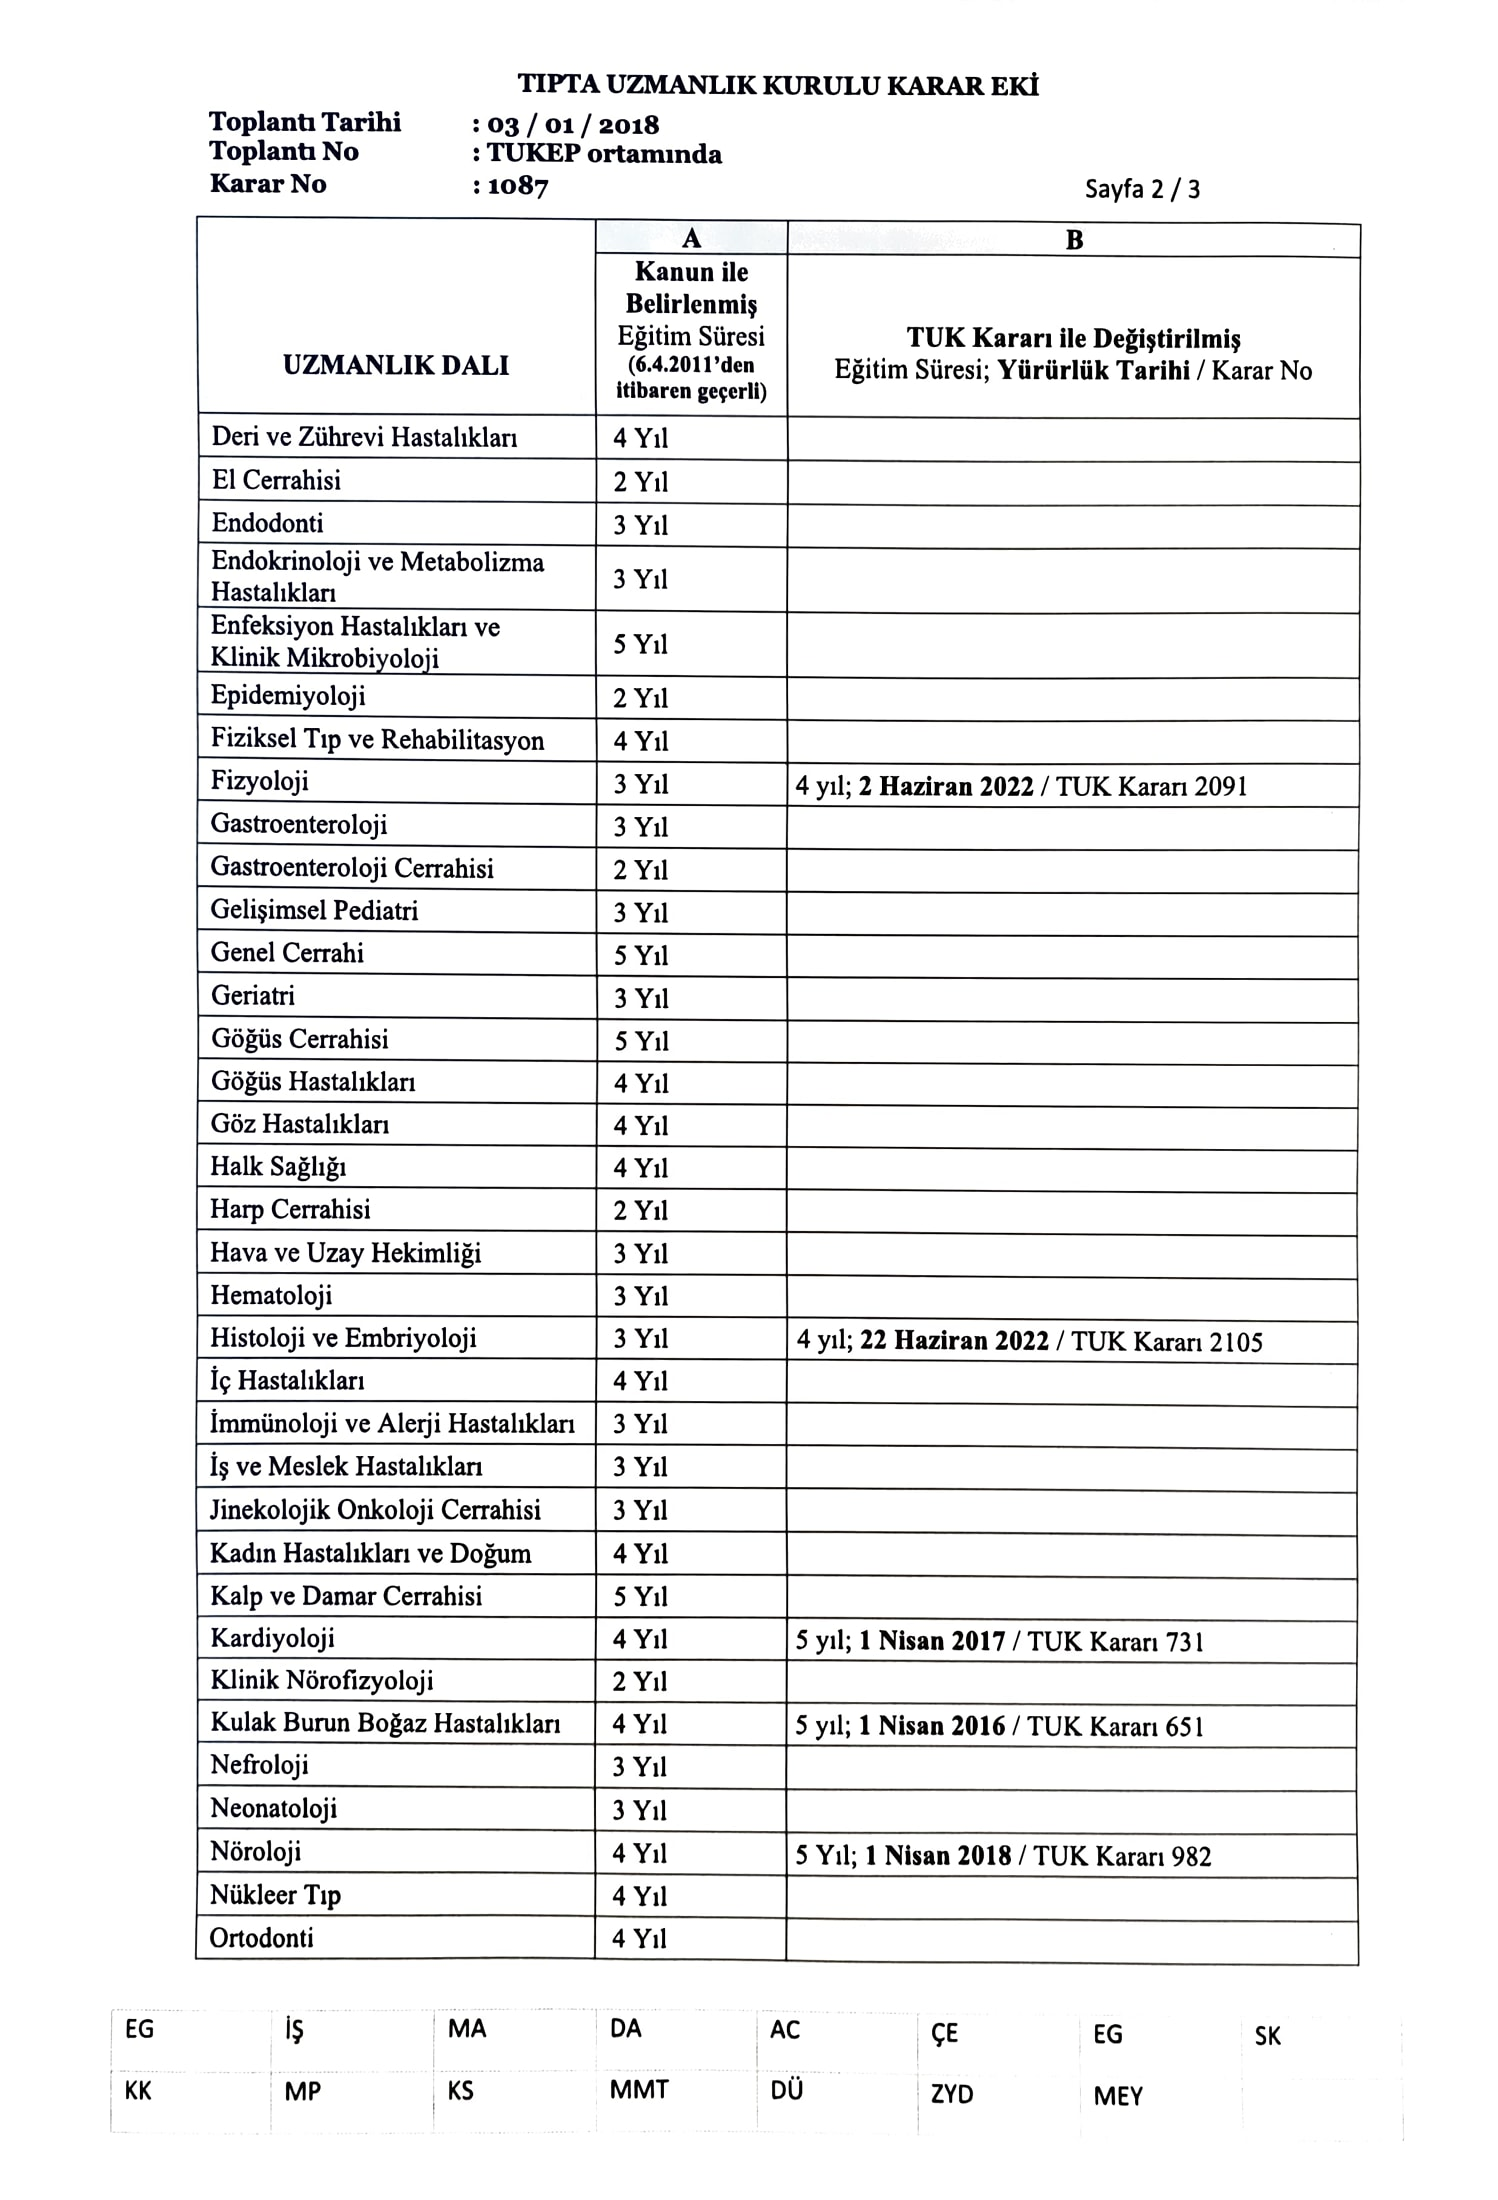 TIPTA UZMANLIK KURULU KARAR EKİ
Toplantı Tarihi : 03 / 01 / 2018
Toplantı No : TUKEP ortamında
Karar No : 1087
Sayfa 2 / 3
UZMANLIK DALI
A
Kanun ile
Belirlenmiş
Eğitim Süresi
(6.4.2011’den
itibaren geçerli)
B
TUK Kararı ile Değiştirilmiş
Eğitim Süresi; Yürürlük Tarihi / Karar No
Deri ve Zührevi Hastalıkları 4 Yıl
El Cerrahisi 2 Yıl
Endodonti 3 Yıl
Endokrinoloji ve Metabolizma
Hastalıkları 3 Yıl
Enfeksiyon Hastalıkları ve
Klinik Mikrobiyoloji 5 Yıl
Epidemiyoloji 2 Yıl
Fiziksel Tıp ve Rehabilitasyon 4 Yıl
Fizyoloji 3 Yıl 4 yıl; 2 Haziran 2022 / TUK Kararı 2091
Gastroenteroloji 3 Yıl
Gastroenteroloji Cerrahisi 2 Yıl
Gelişimsel Pediatri 3 Yıl
Genel Cerrahi 5 Yıl
Geriatri 3 Yıl
Göğüs Cerrahisi 5 Yıl
Göğüs Hastalıkları 4 Yıl
Göz Hastalıkları 4 Yıl
Halk Sağlığı 4 Yıl
Harp Cerrahisi 2 Yıl
Hava ve Uzay Hekimliği 3 Yıl
Hematoloji 3 Yıl
Histoloji ve Embriyoloji 3 Yıl 4 yıl; 22 Haziran 2022 / TUK Kararı 2105
İç Hastalıkları 4 Yıl
İmmünoloji ve Alerji Hastalıkları 3 Yıl
İş ve Meslek Hastalıkları 3 Yıl
Jinekolojik Onkoloji Cerrahisi 3 Yıl
Kadın Hastalıkları ve Doğum 4 Yıl
Kalp ve Damar Cerrahisi 5 Yıl
Kardiyoloji 4 Yıl 5 yıl; 1 Nisan 2017 / TUK Kararı 731
Klinik Nörofizyoloji 2 Yıl
Kulak Burun Boğaz Hastalıkları 4 Yıl 5 yıl; 1 Nisan 2016 / TUK Kararı 651
Nefroloji 3 Yıl
Neonatoloji 3 Yıl
Nöroloji 4 Yıl 5 Yıl; 1 Nisan 2018 / TUK Kararı 982
Nükleer Tıp 4 Yıl
Ortodonti 4 Yıl
EG İŞ MA DA AC ÇE EG SK
KK MP KS MMT DÜ ZYD MEY